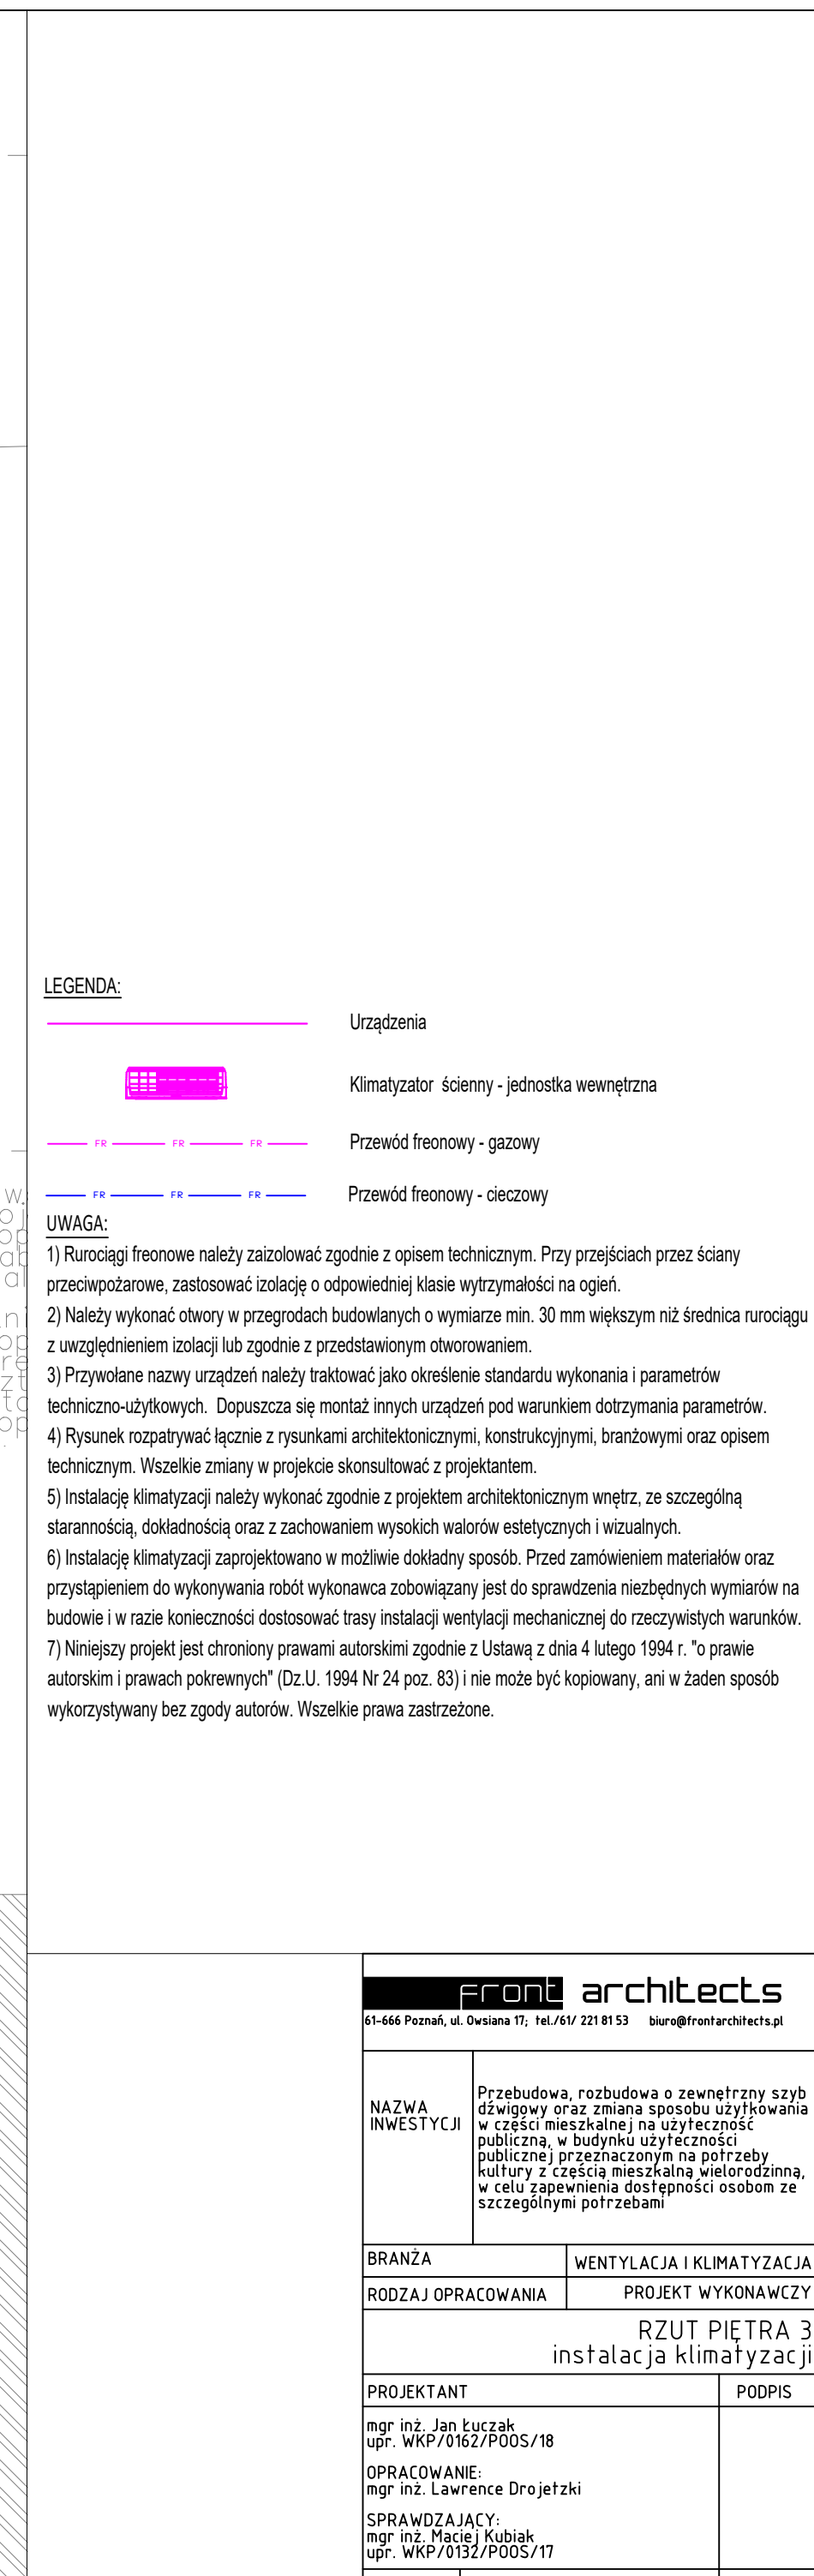 LEGENDA:
Urządzenia
Klimatyzator ścienny - jednostka wewnętrzna
FR FR FR
Przewód freonowy - gazowy
FR FR FR
Przewód freonowy - cieczowy
UWAGA:
1) Rurociągi freonowe należy zaizolować zgodnie z opisem technicznym. Przy przejściach przez ściany
przeciwpożarowe, zastosować izolację o odpowiedniej klasie wytrzymałości na ogień.
2) Należy wykonać otwory w przegrodach budowlanych o wymiarze min. 30 mm większym niż średnica rurociągu
z uwzględnieniem izolacji lub zgodnie z przedstawionym otworowaniem.
3) Przywołane nazwy urządzeń należy traktować jako określenie standardu wykonania i parametrów
techniczno-użytkowych. Dopuszcza się montaż innych urządzeń pod warunkiem dotrzymania parametrów.
4) Rysunek rozpatrywać łącznie z rysunkami architektonicznymi, konstrukcyjnymi, branżowymi oraz opisem
technicznym. Wszelkie zmiany w projekcie skonsultować z projektantem.
5) Instalację klimatyzacji należy wykonać zgodnie z projektem architektonicznym wnętrz, ze szczególną
starannością, dokładnością oraz z zachowaniem wysokich walorów estetycznych i wizualnych.
6) Instalację klimatyzacji zaprojektowano w możliwie dokładny sposób. Przed zamówieniem materiałów oraz
przystąpieniem do wykonywania robót wykonawca zobowiązany jest do sprawdzenia niezbędnych wymiarów na
budowie i w razie konieczności dostosować trasy instalacji wentylacji mechanicznej do rzeczywistych warunków.
7) Niniejszy projekt jest chroniony prawami autorskimi zgodnie z Ustawą z dnia 4 lutego 1994 r. "o prawie
autorskim i prawach pokrewnych" (Dz.U. 1994 Nr 24 poz. 83) i nie może być kopiowany, ani w żaden sposób
wykorzystywany bez zgody autorów. Wszelkie prawa zastrzeżone.
front architects
61-666 Poznań, ul. Owsiana 17; tel./61/ 221 81 53 biuro@frontarchitects.pl
NAZWA
INWESTYCJI
Przebudowa, rozbudowa o zewnętrzny szyb
dźwigowy oraz zmiana sposobu użytkowania
w części mieszkalnej na użyteczność
publiczną, w budynku użyteczności
publicznej przeznaczonym na potrzeby
kultury z częścią mieszkalną wielorodzinną,
w celu zapewnienia dostępności osobom ze
szczególnymi potrzebami
BRANŻA WENTYLACJA I KLIMATYZACJA
RODZAJ OPRACOWANIA PROJEKT WYKONAWCZY
RZUT PIĘTRA 3
instalacja klimatyzacji
PROJEKTANT PODPIS
mgr inż. Jan Łuczak
upr. WKP/0162/POOS/18
OPRACOWANIE:
mgr inż. Lawrence Drojetzki
SPRAWDZAJĄCY:
mgr inż. Maciej Kubiak
upr. WKP/0132/POOS/17